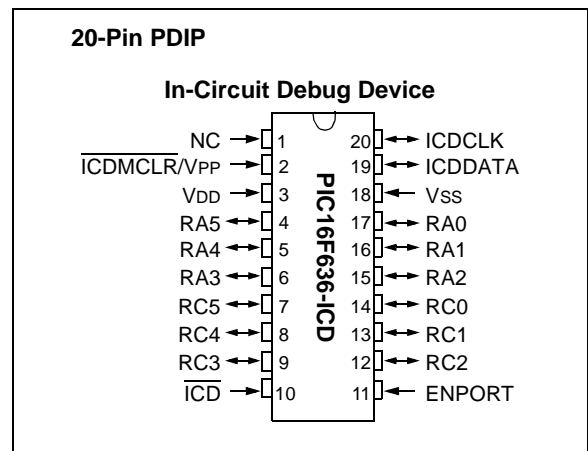 20-Pin PDIP
In-Circuit Debug Device
NC 1 20 ICDCLK
ICDMCLR/VPP 2 19 ICDDATA
VDD 3 18 VSS
RA5 4 17 RA0
RA4 5 16 RA1
RA3 6 15 RA2
RC5 7 14 RC0
RC4 8 13 RC1
RC3 9 12 RC2
ICD 10 11 ENPORT
PIC16F636-ICD